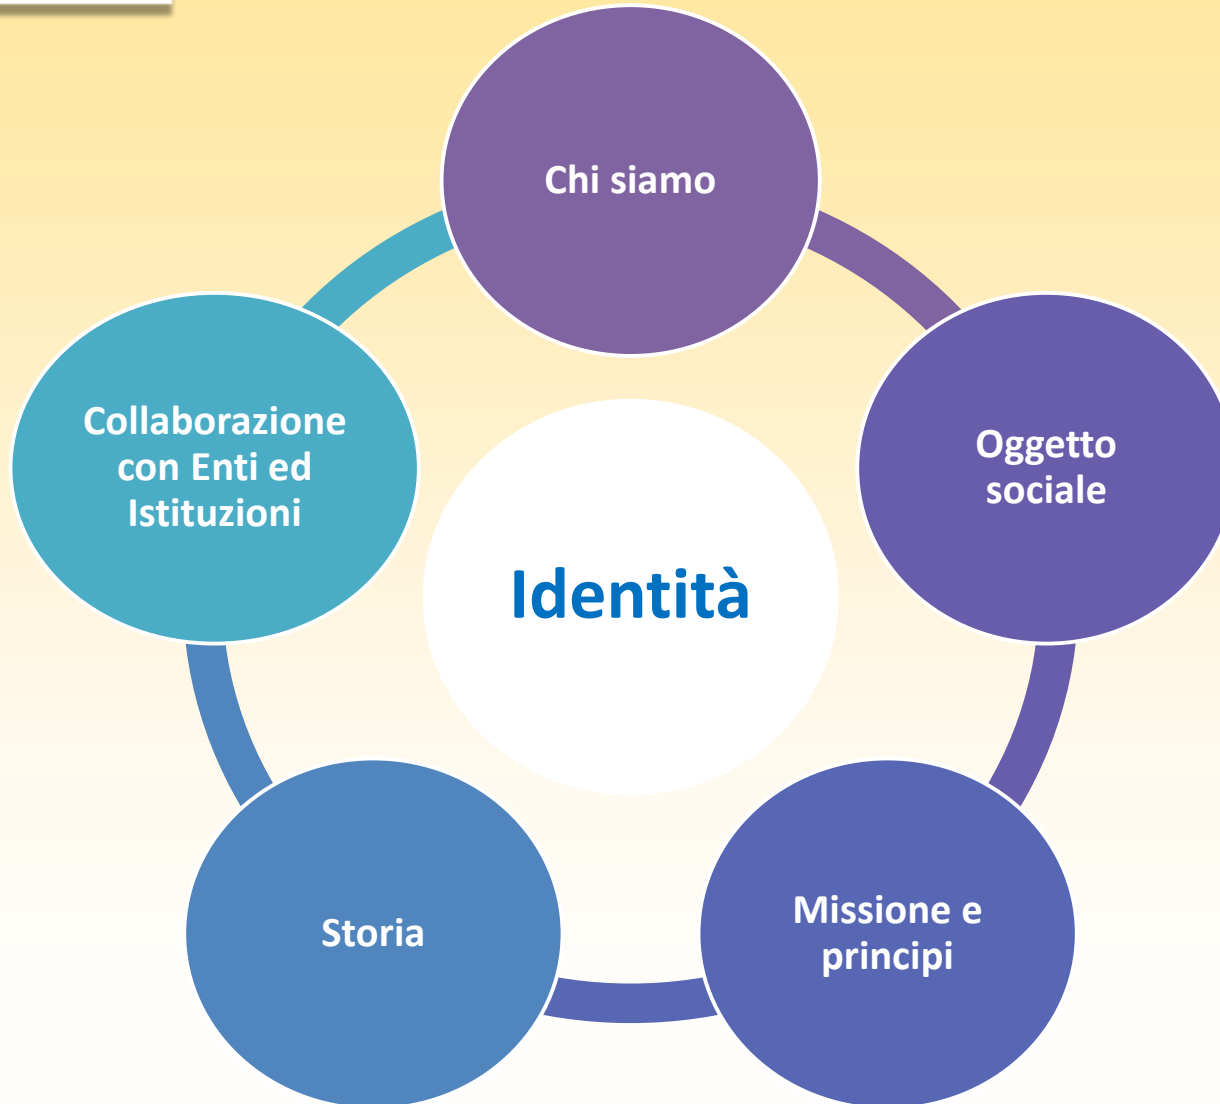 Chi siamo
Oggetto
sociale
Missione e
principi
Storia
Collaborazione
con Enti ed
Istituzioni
Identità